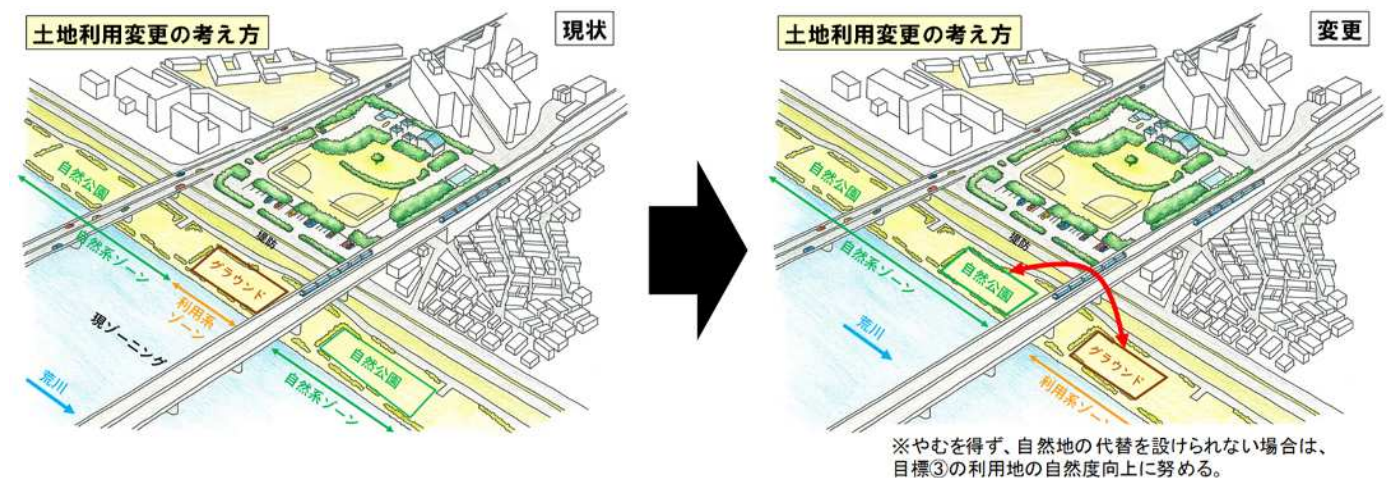 土地利用変更の考え方
現状
自然公園
堤防
自然系ゾーン
グラウンド
利用系
ゾーン
現ゾーニング
自然公園
荒川
自然系ゾーン
土地利用変更の考え方
変更
自然公園
堤防
自然系ゾーン
自然公園
荒川
グラウンド
利用系ゾーン
※やむを得ず、自然地の代替を設けられない場合は、
目標③の利用地の自然度向上に努める。